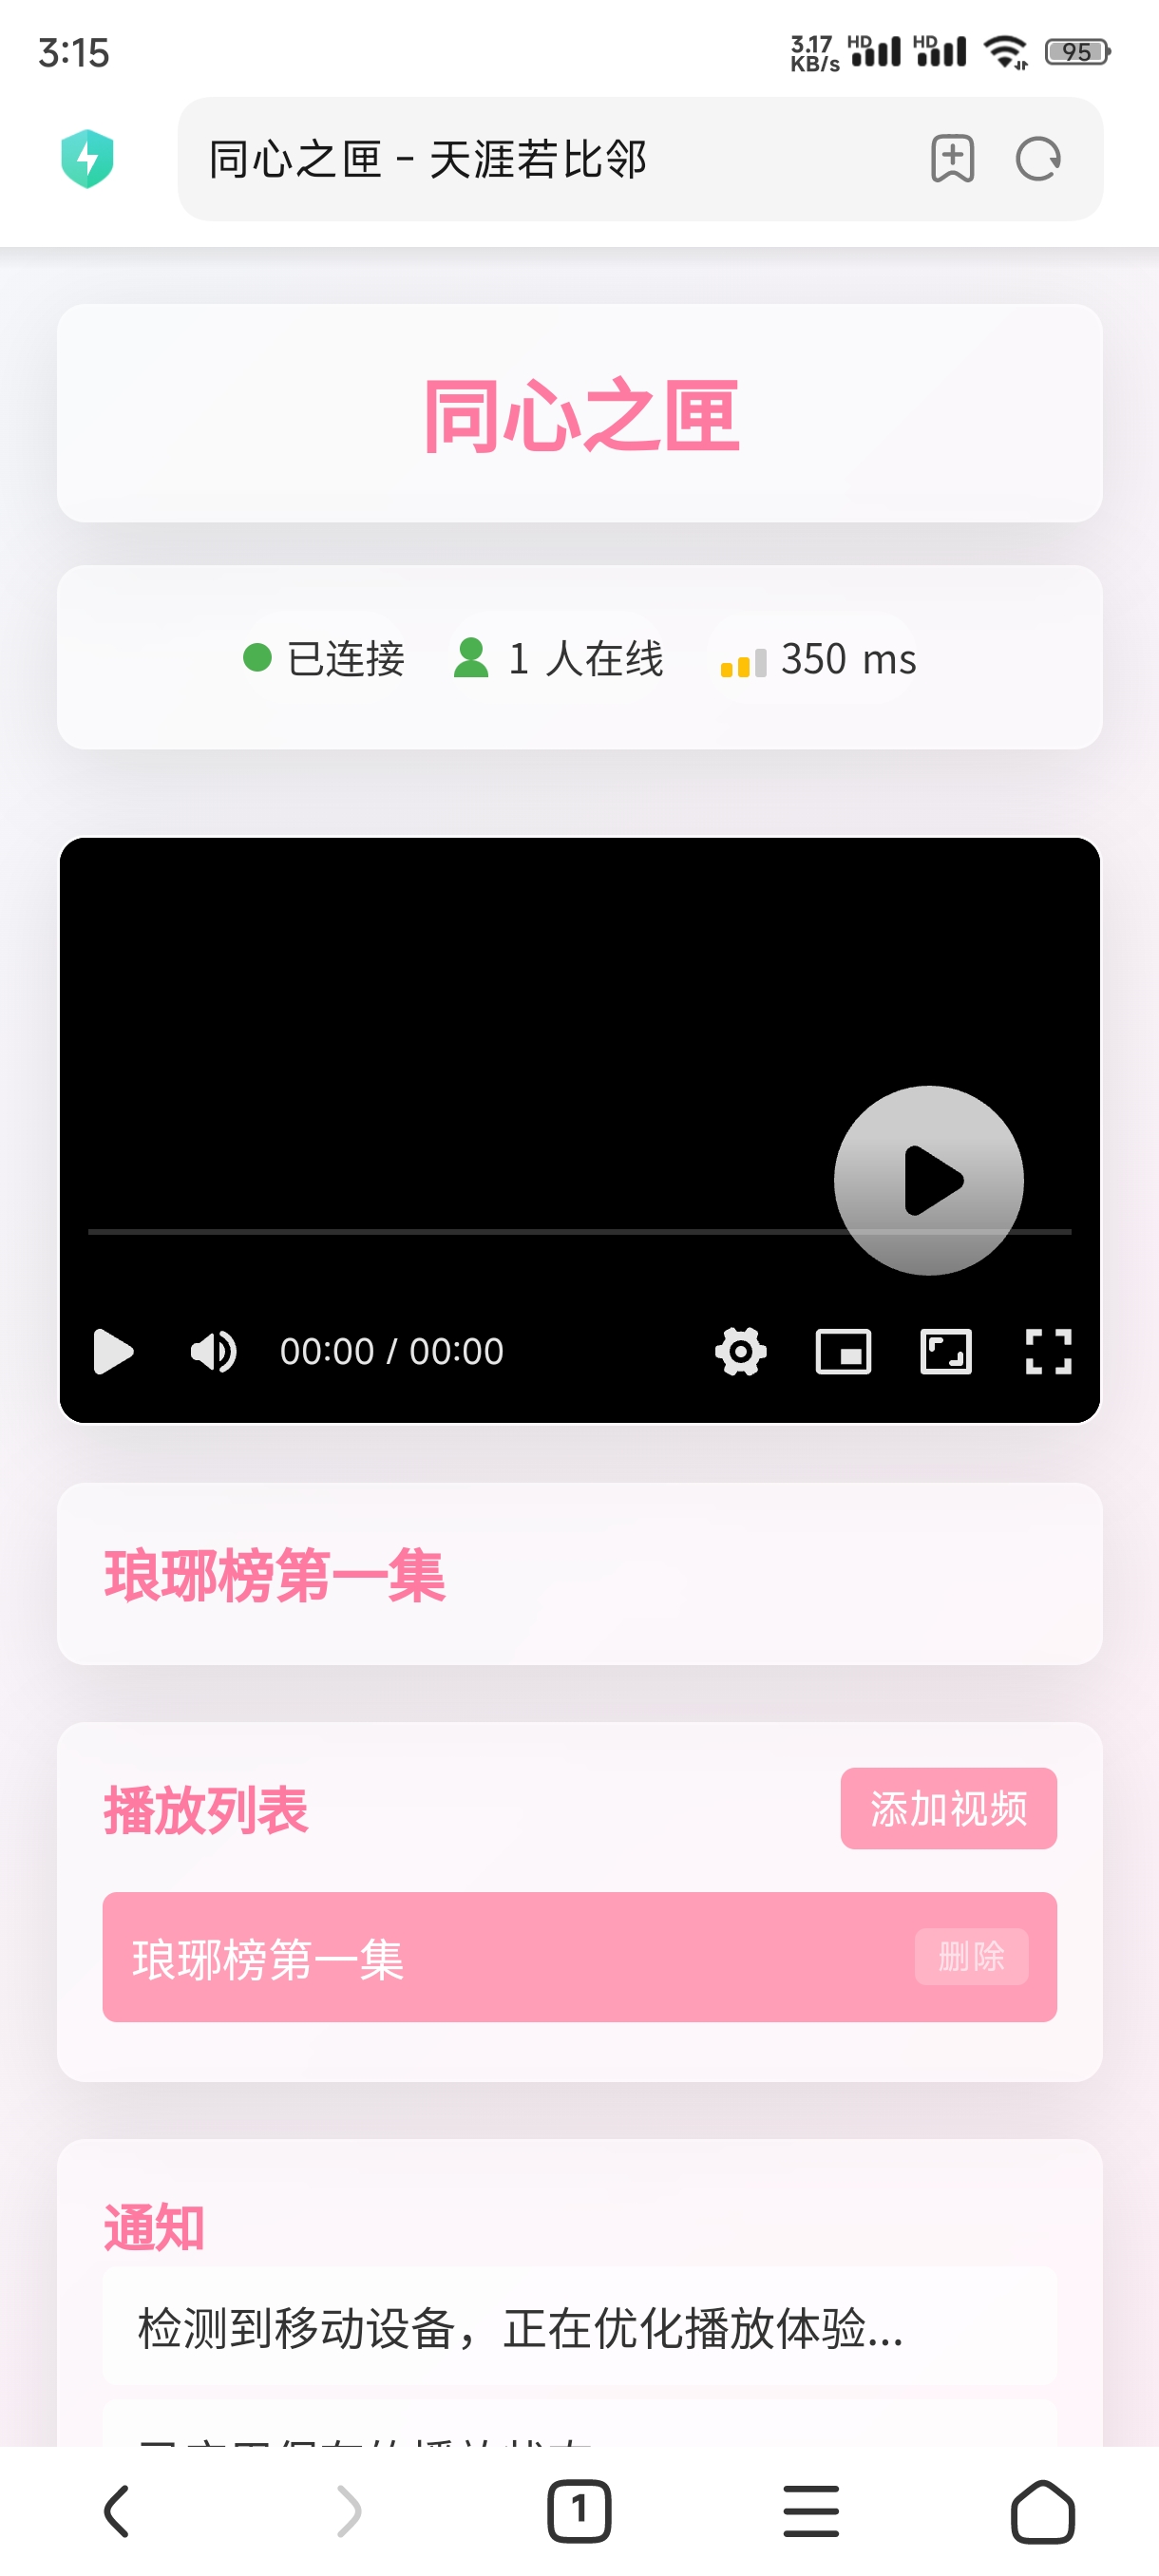 3:15
3.17 KB/s HD HD 95
同心之匣 - 天涯若比邻
同心之匣
已连接 1 人在线 350 ms
00:00 / 00:00
琅琊榜第一集
播放列表 添加视频
琅琊榜第一集 删除
通知
检测到移动设备，正在优化播放体验...
1